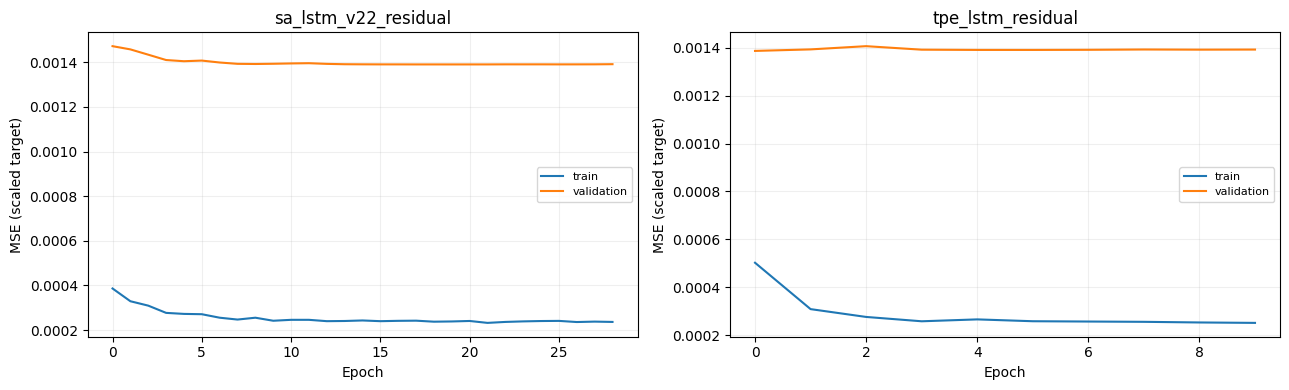 sa_lstm_v22_residual
MSE (scaled target)
0.0014
0.0012
0.0010
0.0008
0.0006
0.0004
0.0002
train
validation
0 5 10 15 20 25
Epoch
tpe_lstm_residual
MSE (scaled target)
0.0014
0.0012
0.0010
0.0008
0.0006
0.0004
0.0002
train
validation
0 2 4 6 8
Epoch